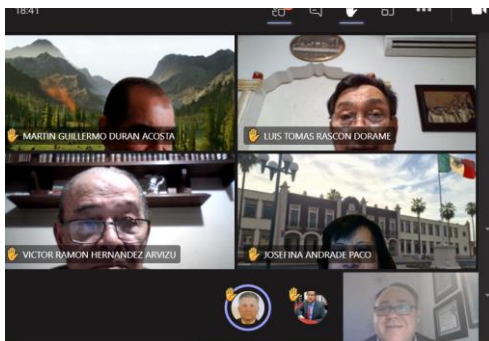 18:41
MARTIN GUILLERMO DURAN ACOSTA
LUIS TOMAS RASCON DORAME
VICTOR RAMON HERNANDEZ ARVIZU
JOSEFINA ANDRADE PACO